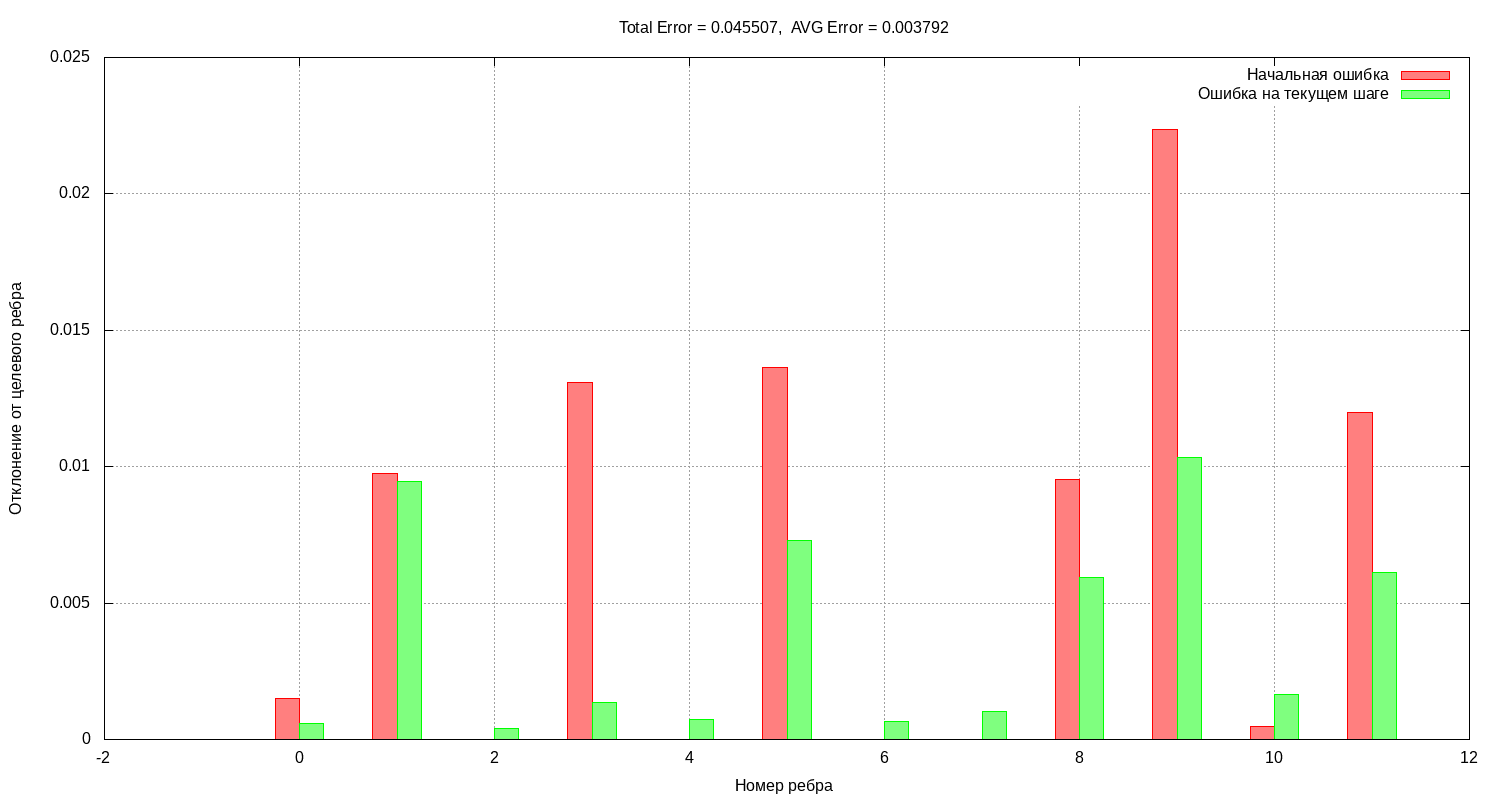 Total Error = 0.045507,  AVG Error = 0.003792
0.025
0.02
0.015
0.01
0.005
0
Начальная ошибка
Ошибка на текущем шаге
Отклонение от целевого ребра
-2 0 2 4 6 8 10 12
Номер ребра